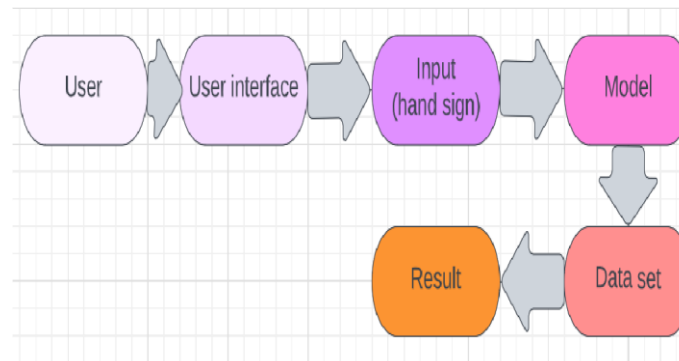 User
User interface
Input
(hand sign)
Model
Result
Data set